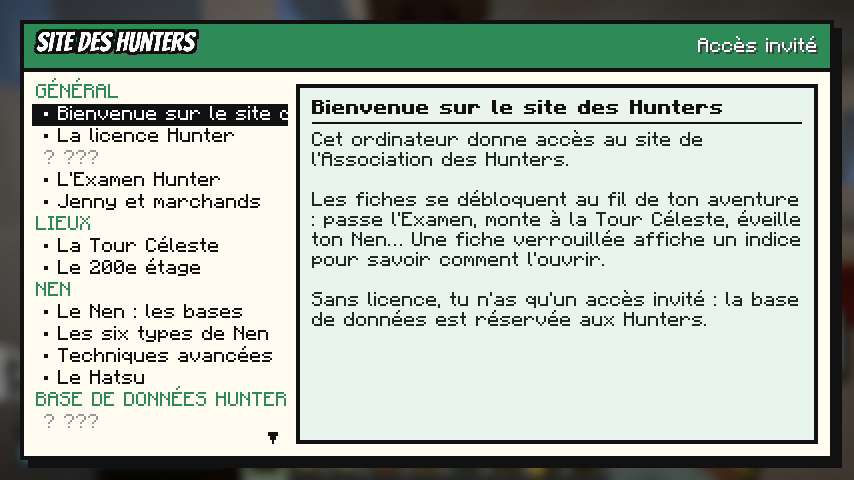 SITE DES HUNTERS
Accès invité
GÉNÉRAL
▪ Bienvenue sur le site d
▪ La licence Hunter
? ???
▪ L'Examen Hunter
▪ Jenny et marchands
LIEUX
▪ La Tour Céleste
▪ Le 200e étage
NEN
▪ Le Nen : les bases
▪ Les six types de Nen
▪ Techniques avancées
▪ Le Hatsu
BASE DE DONNÉES HUNTER
? ???
▼
Bienvenue sur le site des Hunters
Cet ordinateur donne accès au site de
l'Association des Hunters.
Les fiches se débloquent au fil de ton aventure
: passe l'Examen, monte à la Tour Céleste, éveille
ton Nen... Une fiche verrouillée affiche un indice
pour savoir comment l'ouvrir.
Sans licence, tu n'as qu'un accès invité : la base
de données est réservée aux Hunters.